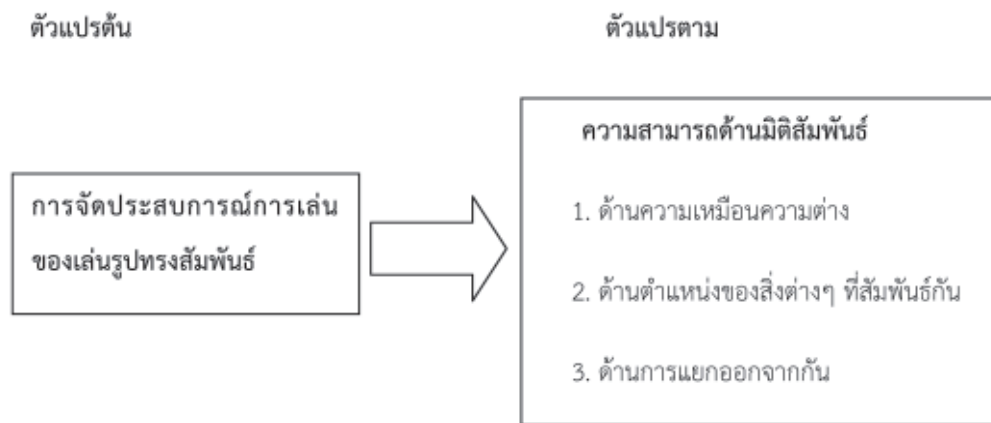 ตัวแปรต้น
ตัวแปรตาม
การจัดประสบการณ์การเล่น
ของเล่นรูปทรงสัมพันธ์
ความสามารถด้านมิติสัมพันธ์
1. ด้านความเหมือนความต่าง
2. ด้านตำแหน่งของสิ่งต่างๆ ที่สัมพันธ์กัน
3. ด้านการแยกออกจากกัน